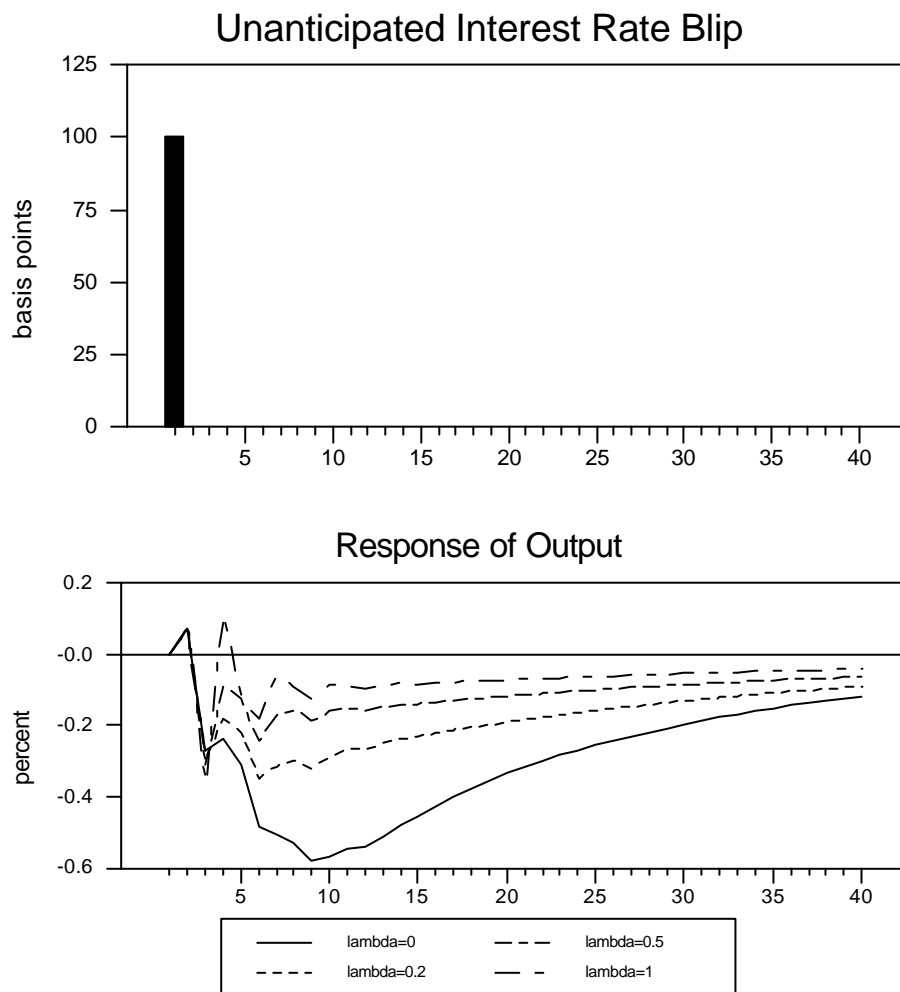 Unanticipated Interest Rate Blip
125
100
75
50
25
0
basis points
5 10 15 20 25 30 35 40
Response of Output
0.2
-0.0
-0.2
-0.4
-0.6
percent
5 10 15 20 25 30 35 40
lambda=0 lambda=0.5
lambda=0.2 lambda=1